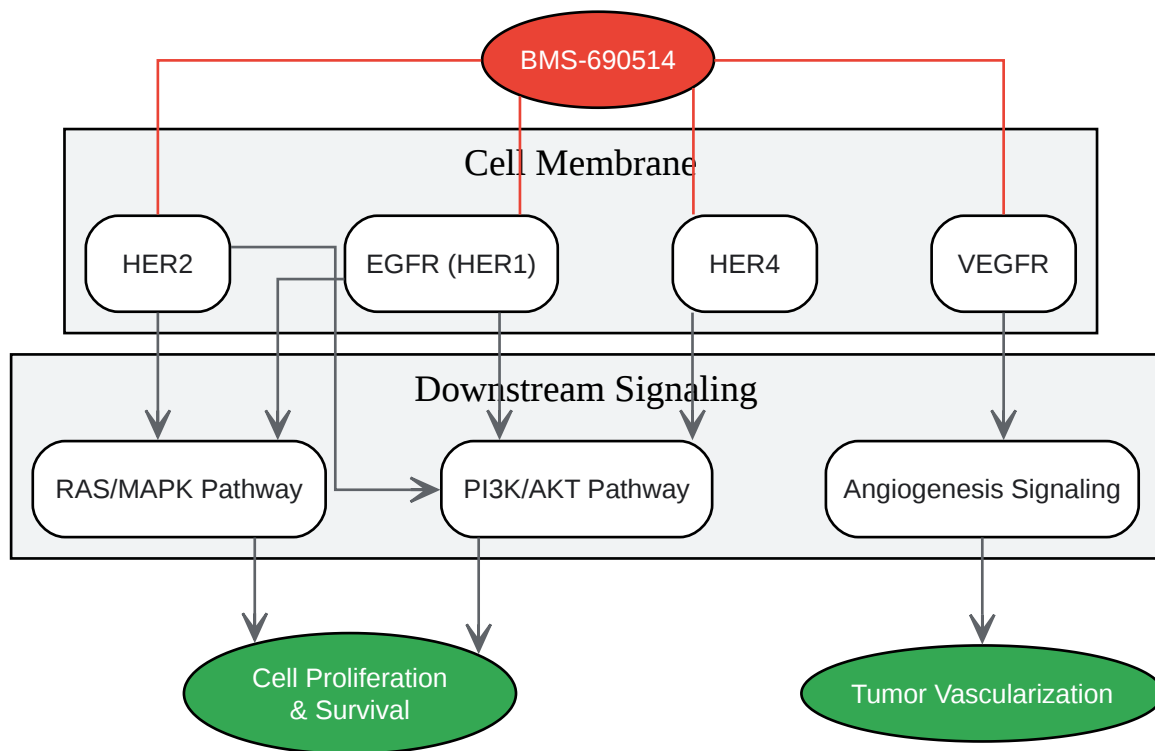 BMS-690514
Cell Membrane
HER2
EGFR (HER1)
HER4
VEGFR
Downstream Signaling
RAS/MAPK Pathway
PI3K/AKT Pathway
Angiogenesis Signaling
Cell Proliferation
& Survival
Tumor Vascularization